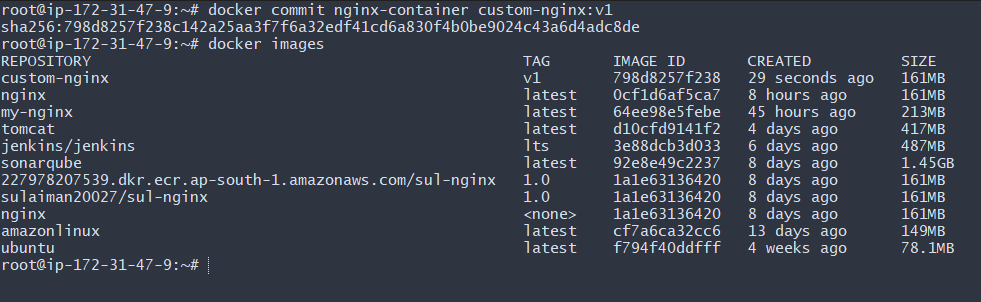 root@ip-172-31-47-9:~# docker commit nginx-container custom-nginx:v1
sha256:798d8257f238c142a25aa3f7f6a32edf41cd6a830f4b0be9024c43a6d4adc8de
root@ip-172-31-47-9:~# docker images
REPOSITORY TAG IMAGE ID CREATED SIZE
custom-nginx v1 798d8257f238 29 seconds ago 161MB
nginx latest 0cf1d6af5ca7 8 hours ago 161MB
my-nginx latest 64ee98e5febe 45 hours ago 213MB
tomcat latest d10cfd9141f2 4 days ago 417MB
jenkins/jenkins lts 3e88dcb3d033 6 days ago 487MB
sonarqube latest 92e8e49c2237 8 days ago 1.45GB
227978207539.dkr.ecr.ap-south-1.amazonaws.com/sul-nginx 1.0 1a1e63136420 8 days ago 161MB
sulaiman20027/sul-nginx 1.0 1a1e63136420 8 days ago 161MB
nginx <none> 1a1e63136420 8 days ago 161MB
amazonlinux latest cf7a6ca32cc6 13 days ago 149MB
ubuntu latest f794f40ddfff 4 weeks ago 78.1MB
root@ip-172-31-47-9:~#